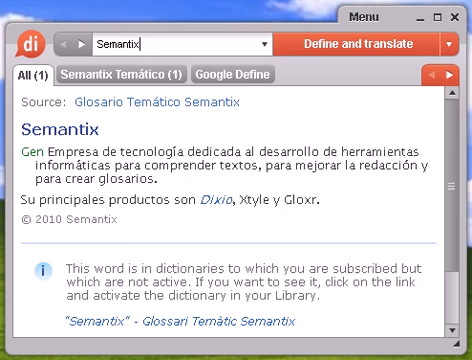 Menu
di
Semantix
Define and translate
All (1)
Semantix Temático (1)
Google Define
Source: Glosario Temático Semantix
Semantix
Gen Empresa de tecnología dedicada al desarrollo de herramientas
informáticas para comprender textos, para mejorar la redacción y
para crear glosarios.
Su principales productos son Dixio, Xtyle y Gloxr.
© 2010 Semantix
i
This word is in dictionaries to which you are subscribed but
which are not active. If you want to see it, click on the link
and activate the dictionary in your Library.
"Semantix" - Glossari Temàtic Semantix